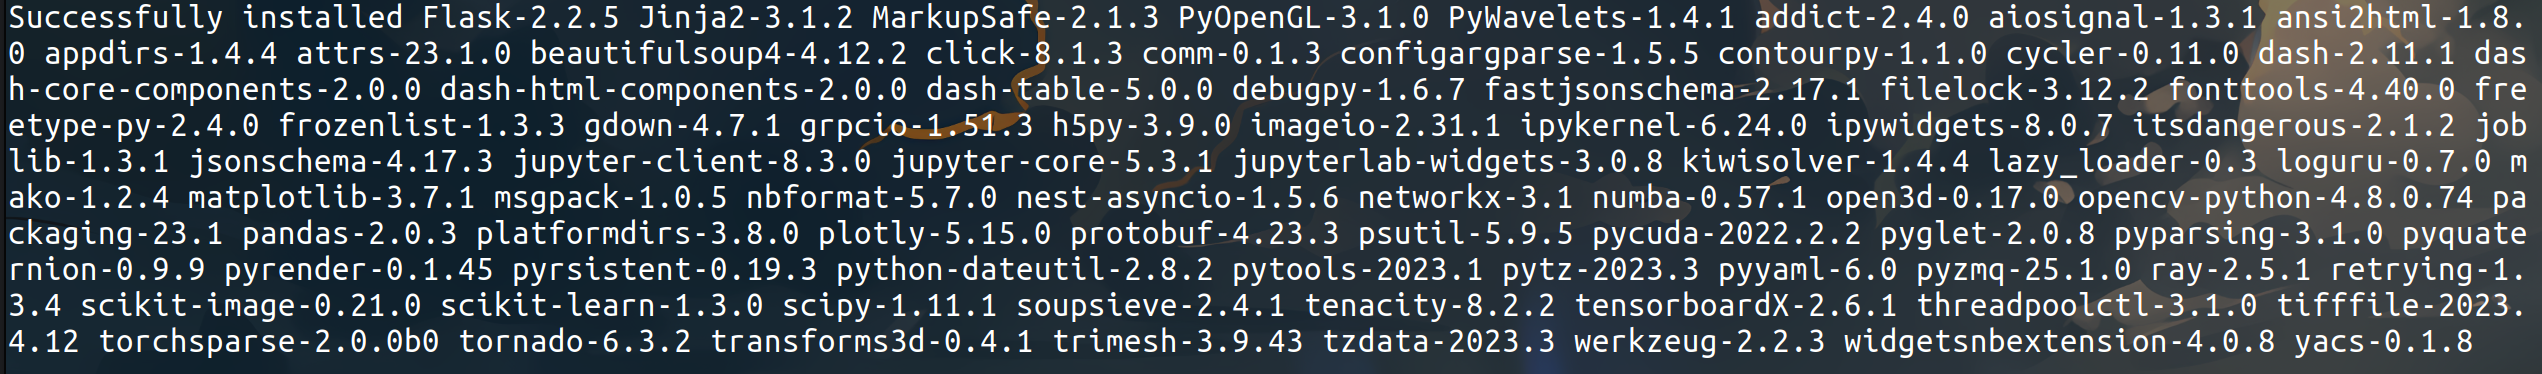 Successfully installed Flask-2.2.5 Jinja2-3.1.2 MarkupSafe-2.1.3 PyOpenGL-3.1.0 PyWavelets-1.4.1 addict-2.4.0 aiosignal-1.3.1 ansi2html-1.8.
0 appdirs-1.4.4 attrs-23.1.0 beautifulsoup4-4.12.2 click-8.1.3 comm-0.1.3 configargparse-1.5.5 contourpy-1.1.0 cycler-0.11.0 dash-2.11.1 das
h-core-components-2.0.0 dash-html-components-2.0.0 dash-table-5.0.0 debugpy-1.6.7 fastjsonschema-2.17.1 filelock-3.12.2 fonttools-4.40.0 fre
etype-py-2.4.0 frozenlist-1.3.3 gdown-4.7.1 grpcio-1.51.3 h5py-3.9.0 imageio-2.31.1 ipykernel-6.24.0 ipywidgets-8.0.7 itsdangerous-2.1.2 job
lib-1.3.1 jsonschema-4.17.3 jupyter-client-8.3.0 jupyter-core-5.3.1 jupyterlab-widgets-3.0.8 kiwisolver-1.4.4 lazy_loader-0.3 loguru-0.7.0 m
ako-1.2.4 matplotlib-3.7.1 msgpack-1.0.5 nbformat-5.7.0 nest-asyncio-1.5.6 networkx-3.1 numba-0.57.1 open3d-0.17.0 opencv-python-4.8.0.74 pa
ckaging-23.1 pandas-2.0.3 platformdirs-3.8.0 plotly-5.15.0 protobuf-4.23.3 psutil-5.9.5 pycuda-2022.2.2 pyglet-2.0.8 pyparsing-3.1.0 pyquate
rnion-0.9.9 pyrender-0.1.45 pyrsistent-0.19.3 python-dateutil-2.8.2 pytools-2023.1 pytz-2023.3 pyyaml-6.0 pyzmq-25.1.0 ray-2.5.1 retrying-1.
3.4 scikit-image-0.21.0 scikit-learn-1.3.0 scipy-1.11.1 soupsieve-2.4.1 tenacity-8.2.2 tensorboardX-2.6.1 threadpoolctl-3.1.0 tifffile-2023.
4.12 torchsparse-2.0.0b0 tornado-6.3.2 transforms3d-0.4.1 trimesh-3.9.43 tzdata-2023.3 werkzeug-2.2.3 widgetsnbextension-4.0.8 yacs-0.1.8